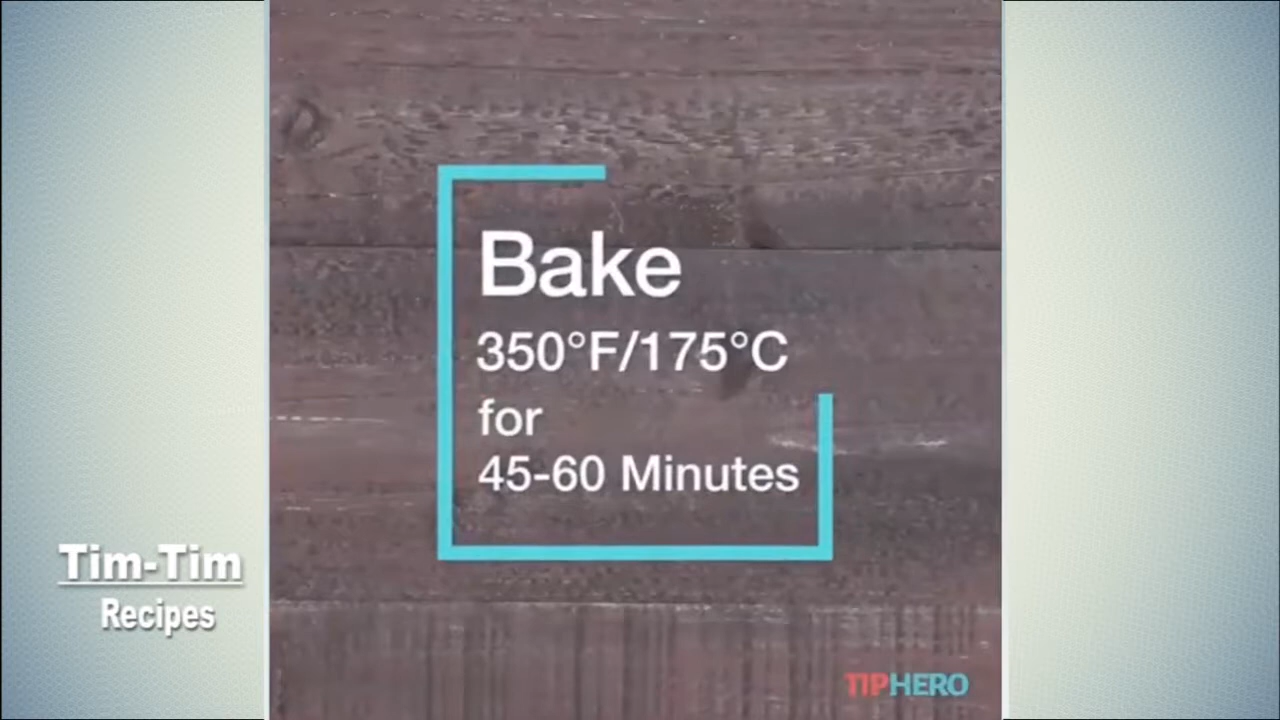 Bake
350°F/175°C
for
45-60 Minutes
Tim-Tim
Recipes
TIPHERO